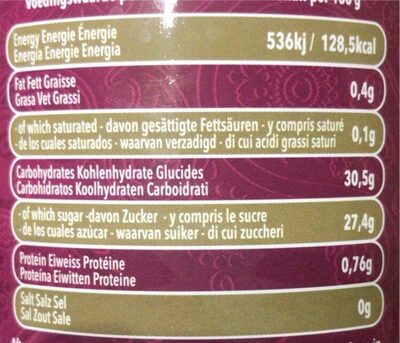 Energy Energie Énergie
Energía Energie Energia
536kj / 128,5kcal
Fat Fett Graisse
Grasa Vet Grassi
0,4g
- of which saturated - davon gesättigte Fettsäuren - y compris saturé
- de los cuales saturados - waarvan verzadigd - di cui acidi grassi saturi
0,1g
Carbohydrates Kohlenhydrate Glucides
Carbohidratos Koolhydraten Carboidrati
30,5g
- of which sugar -davon Zucker - y compris le sucre
- de los cuales azúcar - waarvan suiker - di cui zuccheri
27,4g
Protein Eiweiss Protéine
Proteína Eiwitten Proteine
0,76g
Salt Salz Sel
Sal Zout Sale
0g